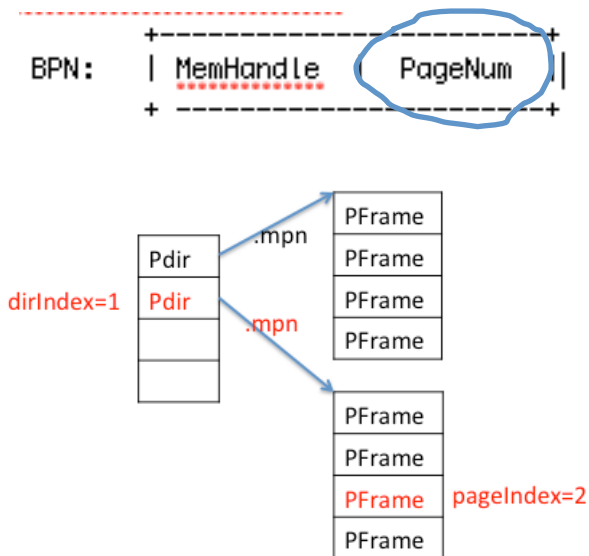 BPN: | MemHandle | PageNum |
PFrame
.mpn
Pdir
PFrame
dirIndex=1 Pdir
PFrame
.mpn
PFrame
PFrame
PFrame
PFrame pageIndex=2
PFrame